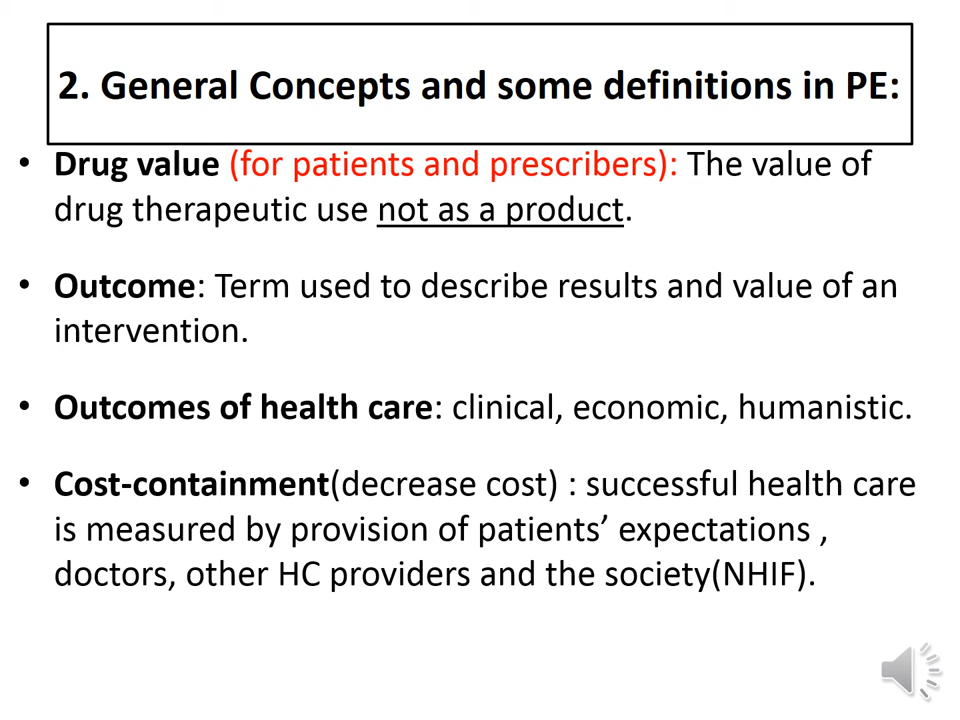 2. General Concepts and some definitions in PE:
• Drug value (for patients and prescribers): The value of
drug therapeutic use not as a product.
• Outcome: Term used to describe results and value of an
intervention.
• Outcomes of health care: clinical, economic, humanistic.
• Cost-containment(decrease cost) : successful health care
is measured by provision of patients’ expectations ,
doctors, other HC providers and the society(NHIF).